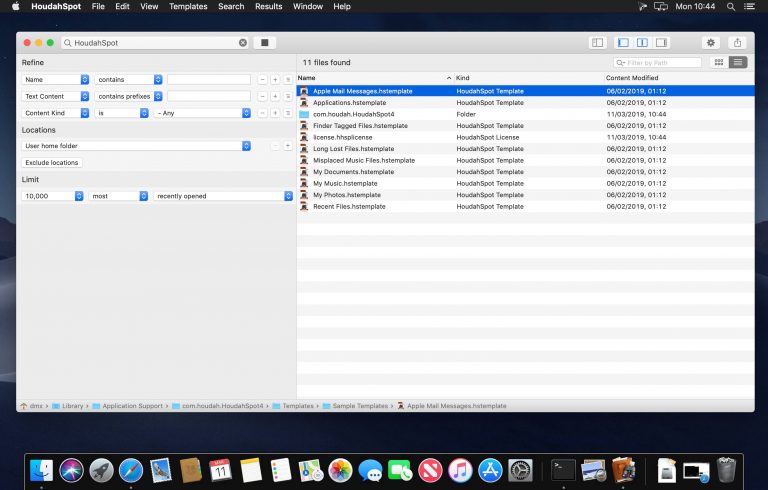 HoudahSpot File Edit View Templates Search Results Window Help Mon 10:44
HoudahSpot
Refine
Name contains
Text Content contains prefixes
Content Kind is - Any
Locations
User home folder
Exclude locations
Limit
10,000 most recently opened
11 files found Filter by Path
Name Kind Content Modified
Apple Mail Messages.hstemplate HoudahSpot Template 06/02/2019, 01:12
Applications.hstemplate HoudahSpot Template 06/02/2019, 01:12
com.houdah.HoudahSpot4 Folder 11/03/2019, 10:44
Finder Tagged Files.hstemplate HoudahSpot Template 06/02/2019, 01:12
license.hhsplicense HoudahSpot License 11/03/2019, 10:44
Long Lost Files.hstemplate HoudahSpot Template 06/02/2019, 01:12
Misplaced Music Files.hstemplate HoudahSpot Template 06/02/2019, 01:12
My Documents.hstemplate HoudahSpot Template 06/02/2019, 01:12
My Music.hstemplate HoudahSpot Template 06/02/2019, 01:12
My Photos.hstemplate HoudahSpot Template 06/02/2019, 01:12
Recent Files.hstemplate HoudahSpot Template 06/02/2019, 01:12
dmx › Library › Application Support › com.houdah.HoudahSpot4 › Templates › Sample Templates › Apple Mail Messages.hstemplate
MAR
11